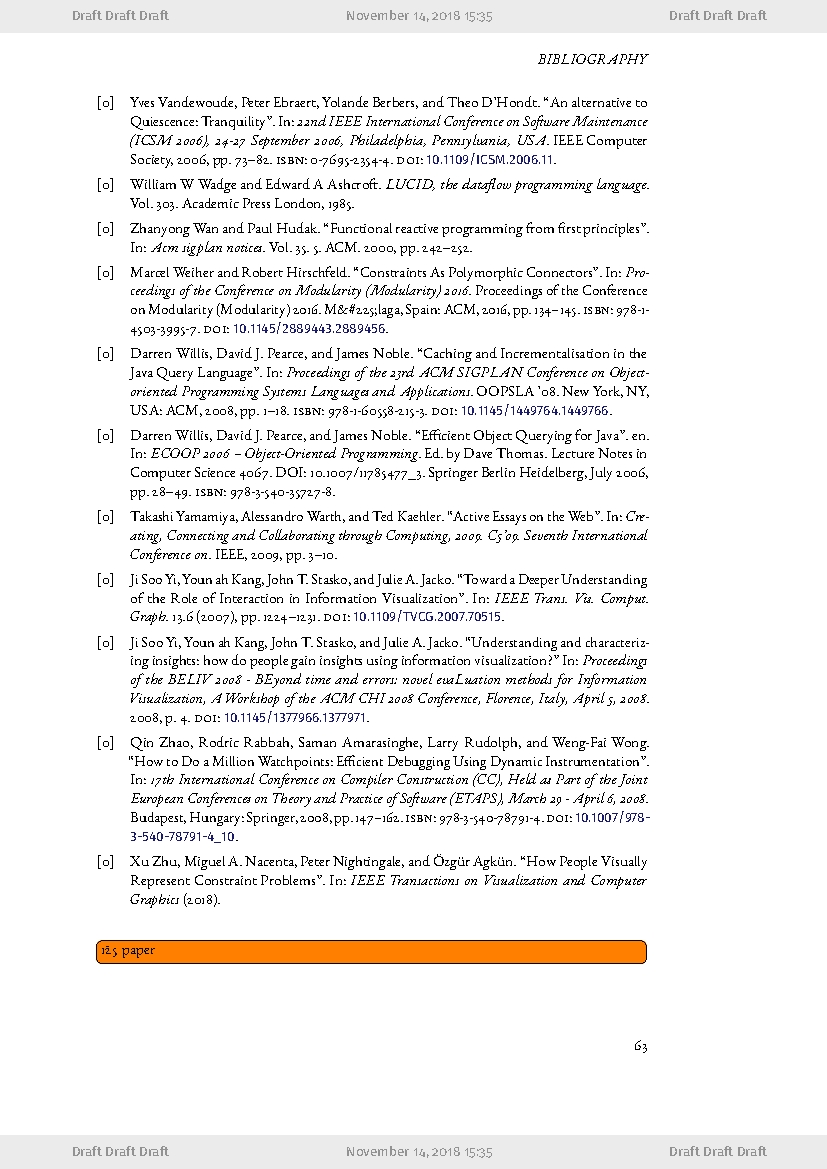 Draft Draft Draft November 14, 2018 15:35 Draft Draft Draft
BIBLIOGRAPHY
[0] Yves Vandewoude, Peter Ebraert, Yolande Berbers, and Theo D'Hondt. “An alternative to
Quiescence: Tranquility”. In: 22nd IEEE International Conference on Software Maintenance
(ICSM 2006), 24-27 September 2006, Philadelphia, Pennsylvania, USA. IEEE Computer
Society, 2006, pp. 73–82. ISBN: 0-7695-2354-4. DOI: 10.1109/ICSM.2006.11.
[0] William W Wadge and Edward A Ashcroft. LUCID, the dataflow programming language.
Vol. 303. Academic Press London, 1985.
[0] Zhanyong Wan and Paul Hudak. “Functional reactive programming from first principles”.
In: Acm sigplan notices. Vol. 35. 5. ACM. 2000, pp. 242–252.
[0] Marcel Weiher and Robert Hirschfeld. “Constraints As Polymorphic Connectors”. In: Pro-
ceedings of the Conference on Modularity (Modularity) 2016. Proceedings of the Conference
on Modularity (Modularity) 2016. M&#225;laga, Spain: ACM, 2016, pp. 134–145. ISBN: 978-1-
4503-3995-7. DOI: 10.1145/2889443.2889456.
[0] Darren Willis, David J. Pearce, and James Noble. “Caching and Incrementalisation in the
Java Query Language”. In: Proceedings of the 23rd ACM SIGPLAN Conference on Object-
oriented Programming Systems Languages and Applications. OOPSLA ’08. New York, NY,
USA: ACM, 2008, pp. 1–18. ISBN: 978-1-60558-215-3. DOI: 10.1145/1449764.1449766.
[0] Darren Willis, David J. Pearce, and James Noble. “Efficient Object Querying for Java”. en.
In: ECOOP 2006 – Object-Oriented Programming. Ed. by Dave Thomas. Lecture Notes in
Computer Science 4067. DOI: 10.1007/11785477_3. Springer Berlin Heidelberg, July 2006,
pp. 28–49. ISBN: 978-3-540-35727-8.
[0] Takashi Yamamiya, Alessandro Warth, and Ted Kaehler. “Active Essays on the Web”. In: Cre-
ating, Connecting and Collaborating through Computing, 2009. C5’09. Seventh International
Conference on. IEEE, 2009, pp. 3–10.
[0] Ji Soo Yi, Youn ah Kang, John T. Stasko, and Julie A. Jacko. “Toward a Deeper Understanding
of the Role of Interaction in Information Visualization”. In: IEEE Trans. Vis. Comput.
Graph. 13.6 (2007), pp. 1224–1231. DOI: 10.1109/TVCG.2007.70515.
[0] Ji Soo Yi, Youn ah Kang, John T. Stasko, and Julie A. Jacko. “Understanding and characteriz-
ing insights: how do people gain insights using information visualization?” In: Proceedings
of the BELIV 2008 - BEyond time and errors: novel evaLuation methods for Information
Visualization, A Workshop of the ACM CHI 2008 Conference, Florence, Italy, April 5, 2008.
2008, p. 4. DOI: 10.1145/1377966.1377971.
[0] Qin Zhao, Rodric Rabbah, Saman Amarasinghe, Larry Rudolph, and Weng-Fai Wong.
“How to Do a Million Watchpoints: Efficient Debugging Using Dynamic Instrumentation”.
In: 17th International Conference on Compiler Construction (CC), Held as Part of the Joint
European Conferences on Theory and Practice of Software (ETAPS), March 29 - April 6, 2008.
Budapest, Hungary: Springer, 2008, pp. 147–162. ISBN: 978-3-540-78791-4. DOI: 10.1007/978-
3-540-78791-4_10.
[0] Xu Zhu, Miguel A. Nacenta, Peter Nightingale, and Özgür Agkün. “How People Visually
Represent Constraint Problems”. In: IEEE Transactions on Visualization and Computer
Graphics (2018).
125 paper
63
Draft Draft Draft November 14, 2018 15:35 Draft Draft Draft